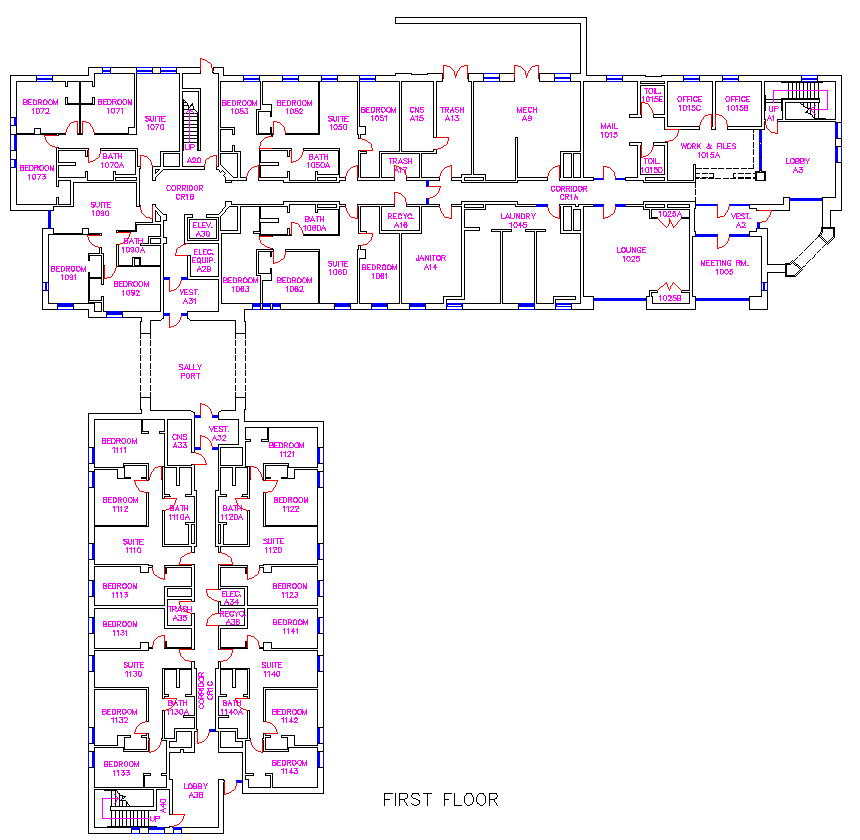 BEDROOM
1072
BEDROOM
1071
SUITE
1070
UP
A20
BEDROOM
1053
BEDROOM
1052
SUITE
1050
BEDROOM
1051
CNS
A15
TRASH
A13
MECH
A9
MAIL
1018
TOIL.
1015E
OFFICE
1015C
OFFICE
1015B
UP
A1
BEDROOM
1073
BATH
1070A
BATH
1050A
TRASH
A17
TOIL.
1015D
WORK & FILES
1015A
LOBBY
A3
SUITE
1090
CORRIDOR
CR1B
CORRIDOR
CR1A
BATH
1090A
ELEV.
A30
BATH
1060A
RECYC.
A16
LAUNDRY
1045
1025A
VEST.
A2
BEDROOM
1091
BEDROOM
1092
ELEC.
EQUIP.
A29
VEST.
A31
BEDROOM
1063
BEDROOM
1062
SUITE
1060
BEDROOM
1061
JANITOR
A14
LOUNGE
1025
1025B
MEETING RM.
1005
SALLY
PORT
BEDROOM
1111
CNS
A33
VEST.
A32
BEDROOM
1121
BEDROOM
1112
BATH
1110A
BATH
1120A
BEDROOM
1122
SUITE
1110
SUITE
1120
BEDROOM
1113
ELEC.
A34
BEDROOM
1123
TRASH
A35
RECYC.
A36
BEDROOM
1131
BEDROOM
1141
SUITE
1130
CORRIDOR
CR1C
SUITE
1140
BEDROOM
1132
BATH
1130A
BATH
1140A
BEDROOM
1142
BEDROOM
1133
BEDROOM
1143
LOBBY
A38
A40
UP
FIRST FLOOR